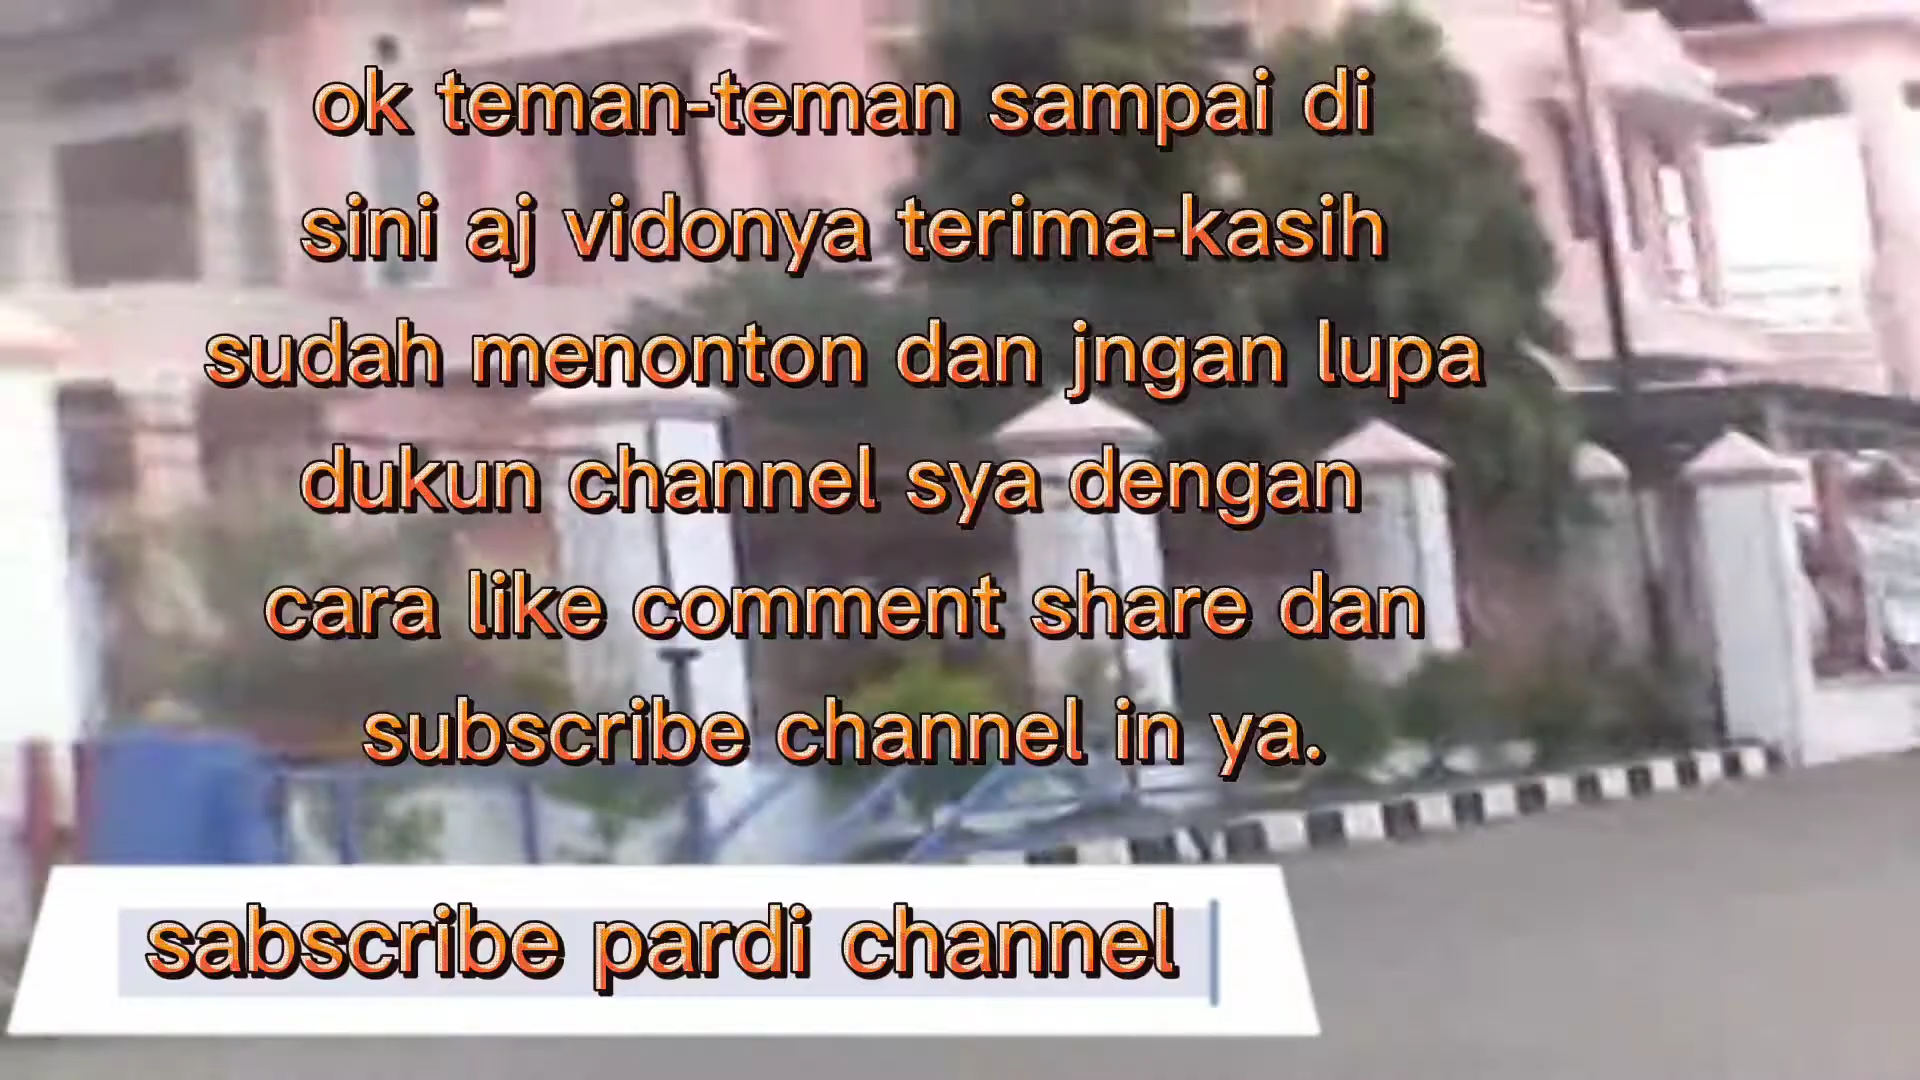 ok teman-teman sampai di
sini aj vidonya terima-kasih
sudah menonton dan jngan lupa
dukun channel sya dengan
cara like comment share dan
subscribe channel in ya.
sabscribe pardi channel